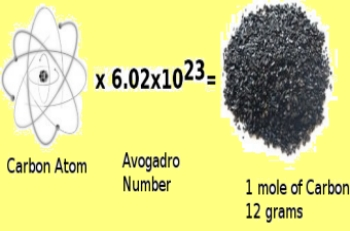 x 6.02x10²³=
Carbon Atom
Avogadro
Number
1 mole of Carbon
12 grams